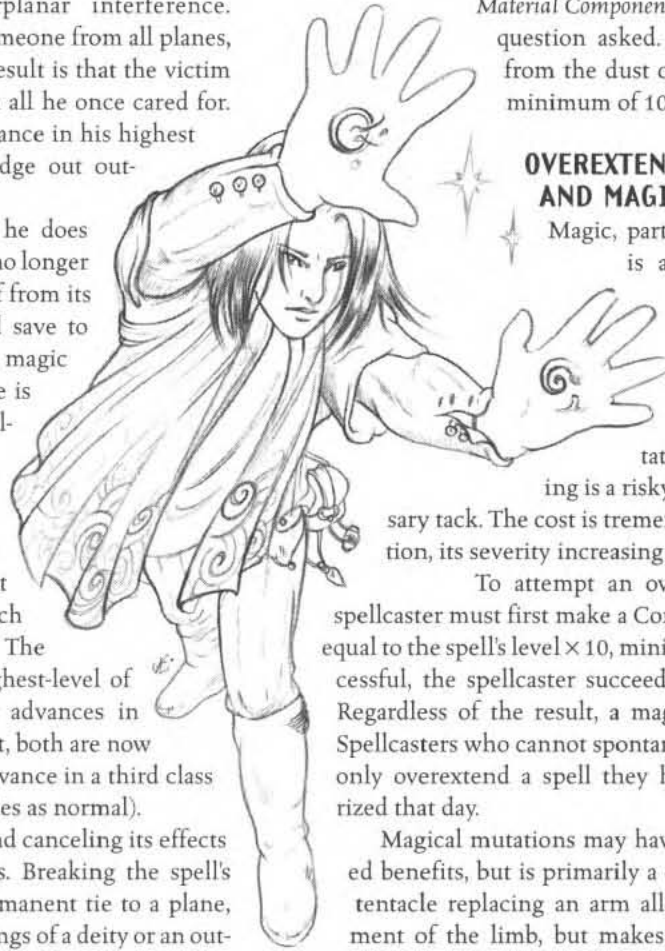 rplanar interference.
meone from all planes,
esult is that the victim
all he once cared for.
ance in his highest
dge out out-
he does
no longer
f from its
l save to
magic
e is
l-
t
ch
The
ghest-level of
advances in
t, both are now
vance in a third class
es as normal).
nd canceling its effects
s. Breaking the spell's
rmanent tie to a plane,
ngs of a deity or an out-
Material Component
question asked.
from the dust o
minimum of 10
OVEREXTEN
AND MAGI
Magic, part
is a
tat
ing is a risky
sary tack. The cost is treme
tion, its severity increasing
To attempt an ov
spellcaster must first make a Co
equal to the spell's level × 10, mini
cessful, the spellcaster succeed
Regardless of the result, a mag
Spellcasters who cannot spontan
only overextend a spell they h
rized that day.
Magical mutations may hav
ed benefits, but is primarily a
tentacle replacing an arm all
ment of the limb, but makes